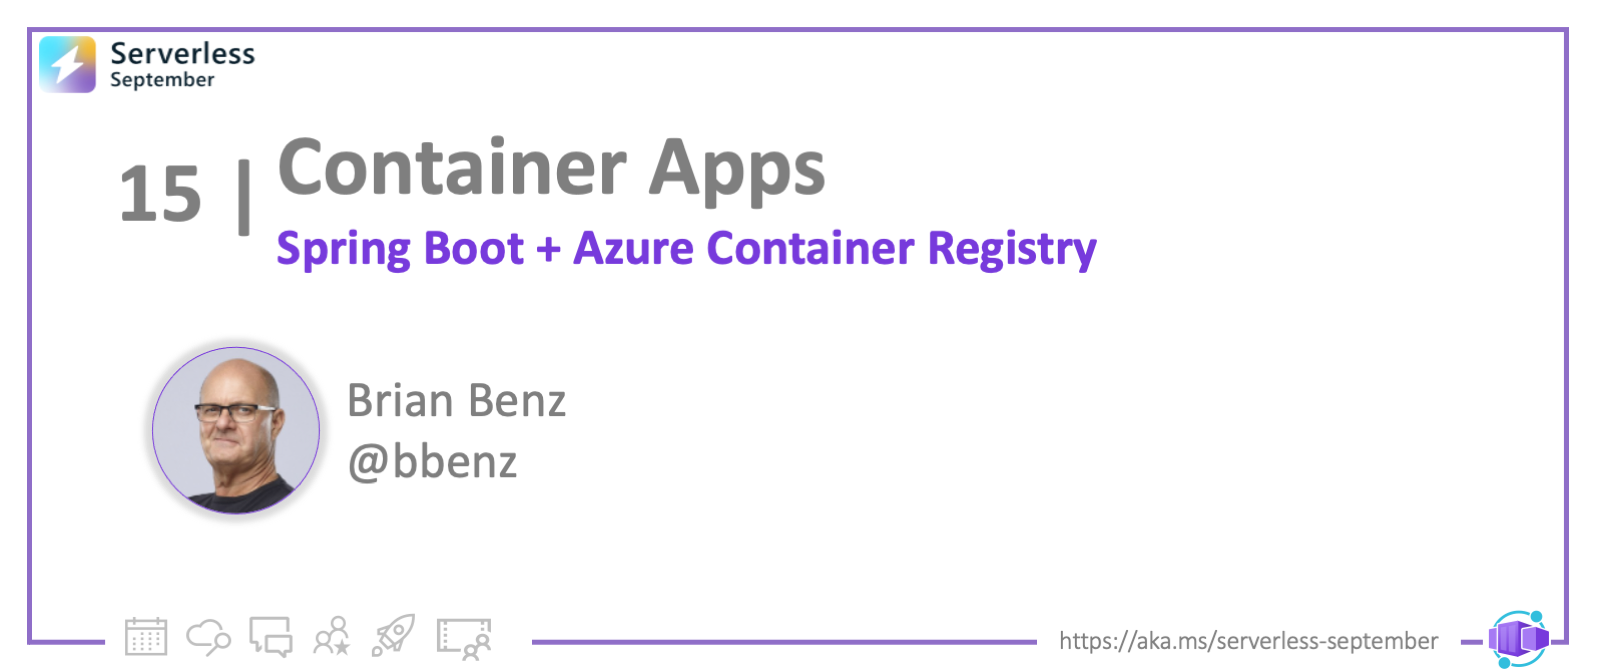 Serverless
September
15 |
Container Apps
Spring Boot + Azure Container Registry
Brian Benz
@bbenz
https://aka.ms/serverless-september